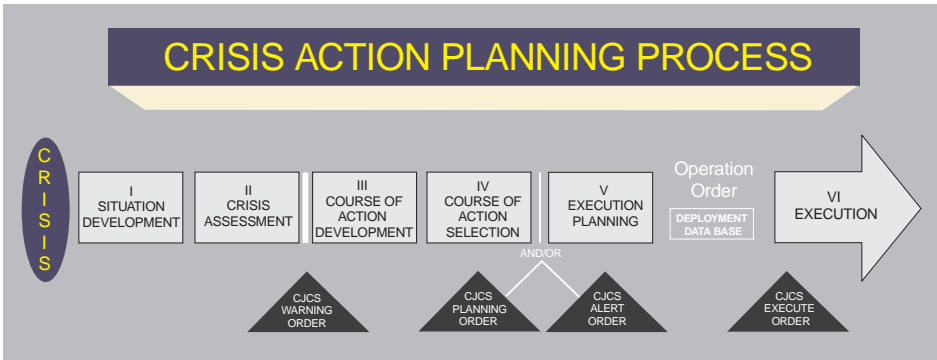 CRISIS ACTION PLANNING PROCESS
CRISIS
I
SITUATION
DEVELOPMENT
II
CRISIS
ASSESSMENT
III
COURSE OF
ACTION
DEVELOPMENT
IV
COURSE OF
ACTION
SELECTION
V
EXECUTION
PLANNING
Operation
Order
DEPLOYMENT
DATA BASE
VI
EXECUTION
AND/OR
CJCS
WARNING
ORDER
CJCS
PLANNING
ORDER
CJCS
ALERT
ORDER
CJCS
EXECUTE
ORDER